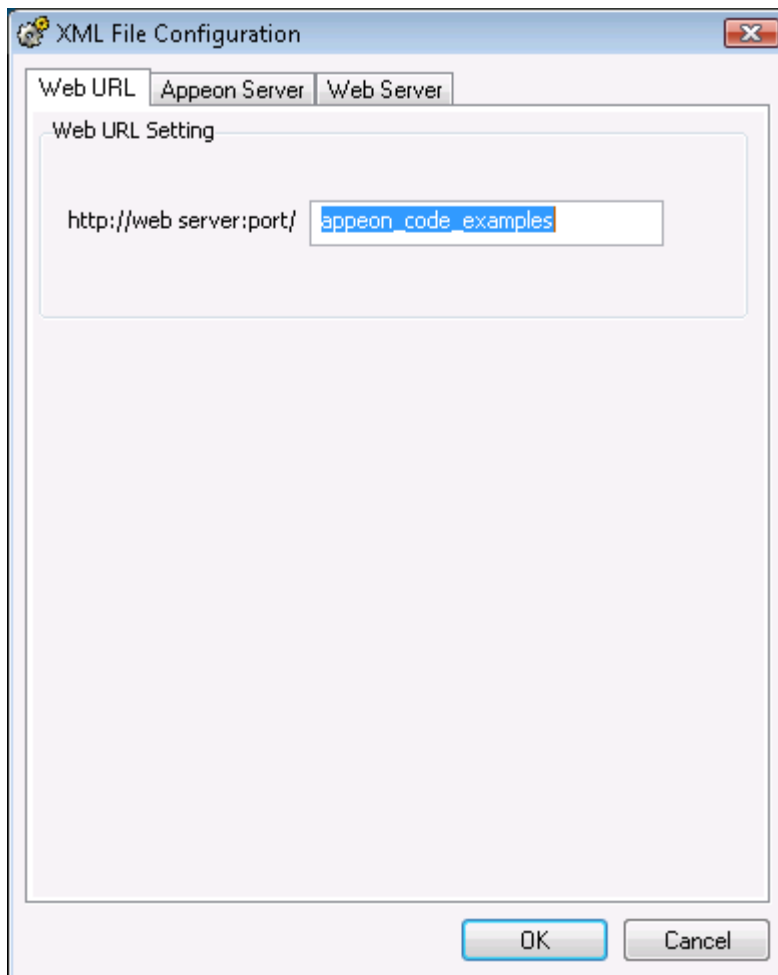 XML File Configuration
Web URL Appeon Server Web Server
Web URL Setting
http://web server:port/ appeon_code_examples
OK Cancel